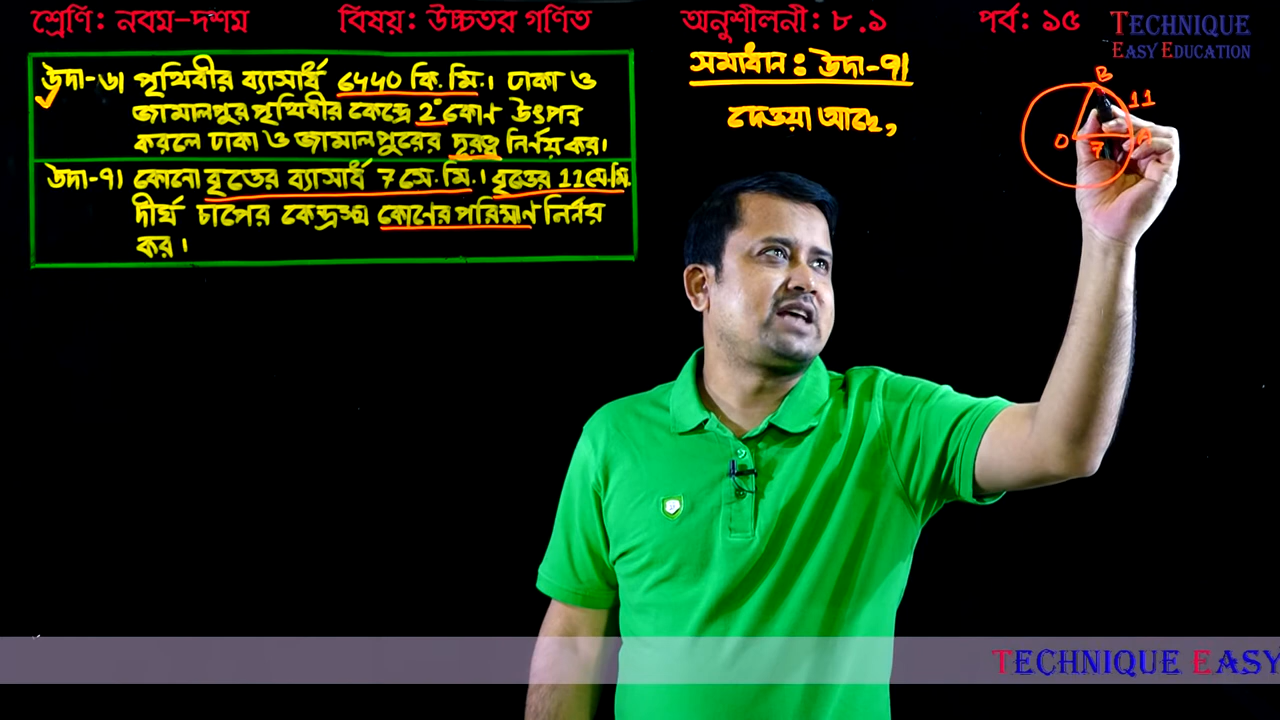 শ্রেণি: নবম-দশম
বিষয়: উচ্চতর গণিত
অনুশীলনী: ৮.১
পর্ব: ১৫
TECHNIQUE
EASY EDUCATION
উদা-৬। পৃথিবীর ব্যাসার্ধ ৬৪৪০ কি.মি.। ঢাকা ও
জামালপুর পৃথিবীর কেন্দ্রে 2° কোণ উৎপন্ন
করলে ঢাকা ও জামালপুরের দূরত্ব নির্ণয় কর।
উদা-৭। কোনো বৃত্তের ব্যাসার্ধ 7 সে.মি.। বৃত্তের 11 সে.মি.
দীর্ঘ চাপের কেন্দ্রস্থ কোণের পরিমাণ নির্ণয়
কর।
সমাধান: উদা-৭।
দেওয়া আছে,
B
11
O
7
A
TECHNIQUE EASY